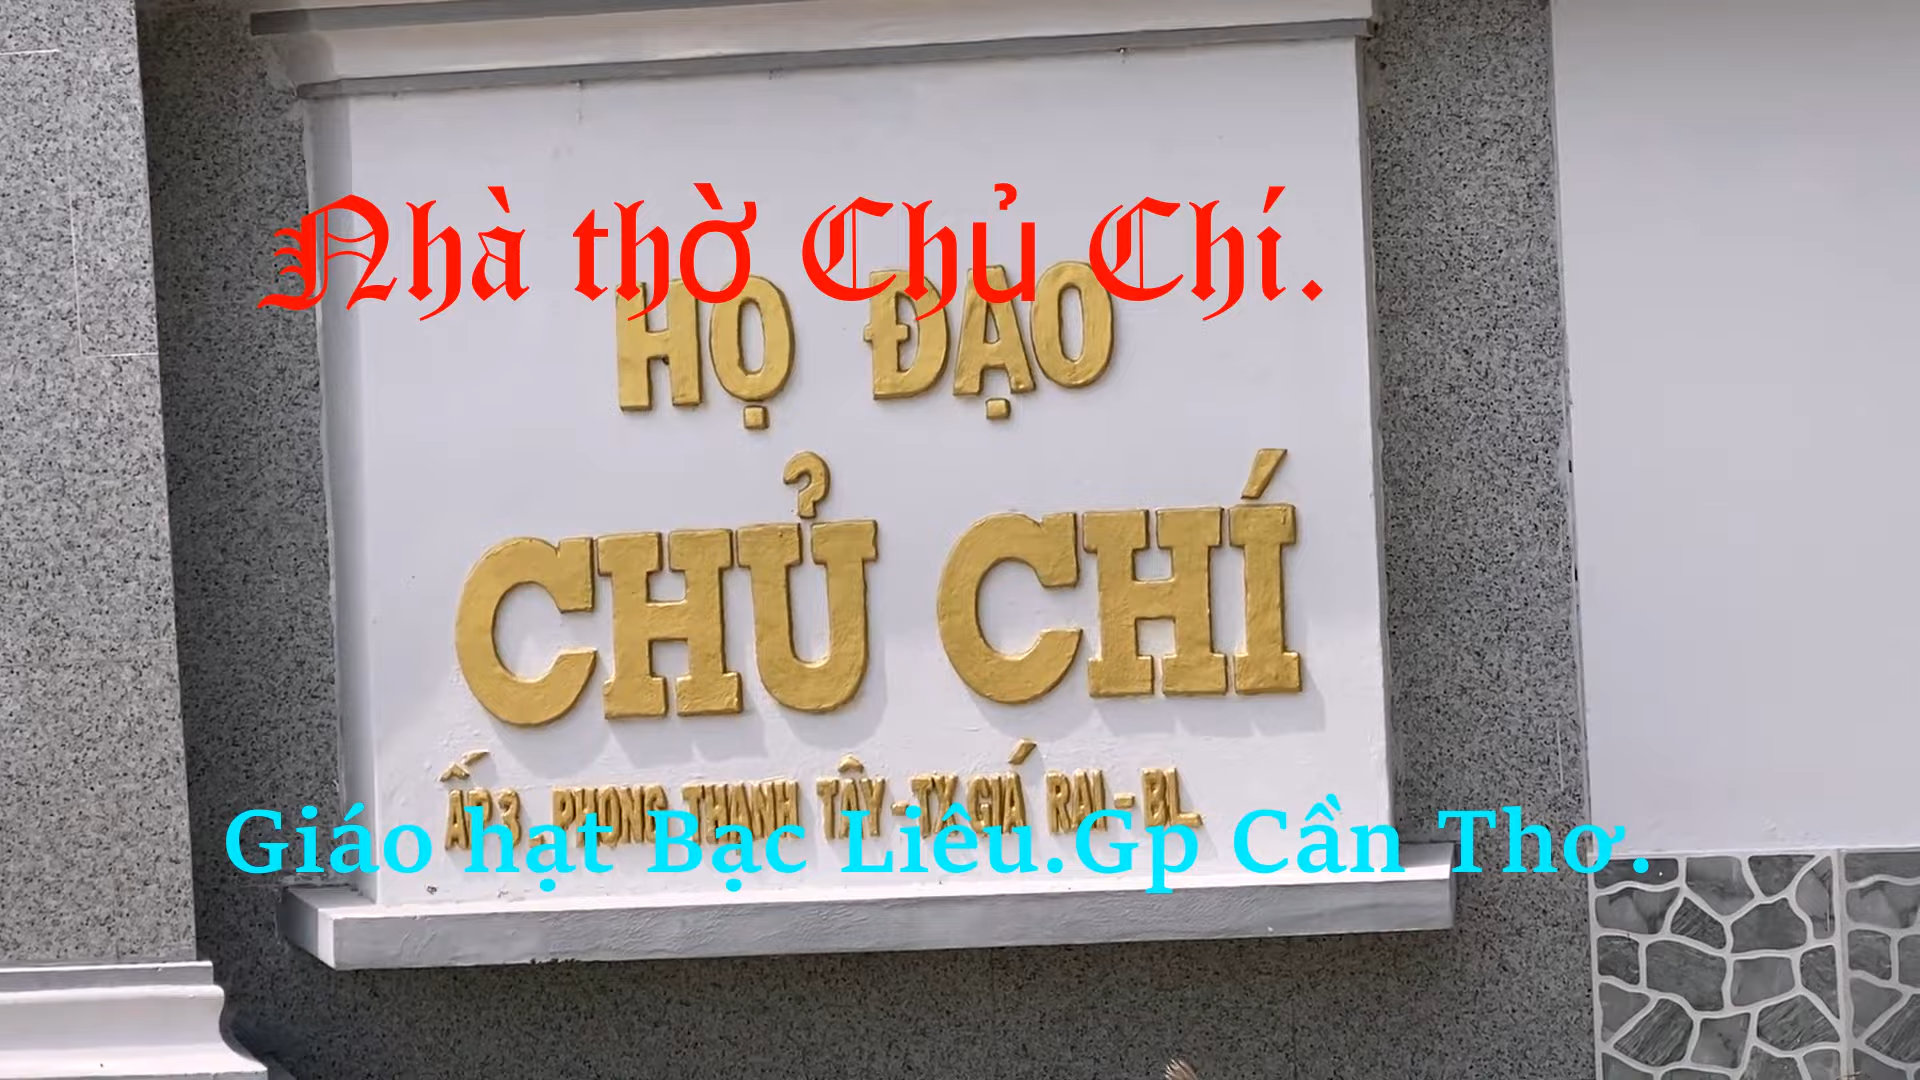 Nhà thờ Chủ Chí.
HỌ ĐẠO
CHỦ CHÍ
ẤP 3 _ PHONG THẠNH TÂY - TX.GIÁ RAI - BL
Giáo hạt Bạc Liêu.Gp Cần Thơ.